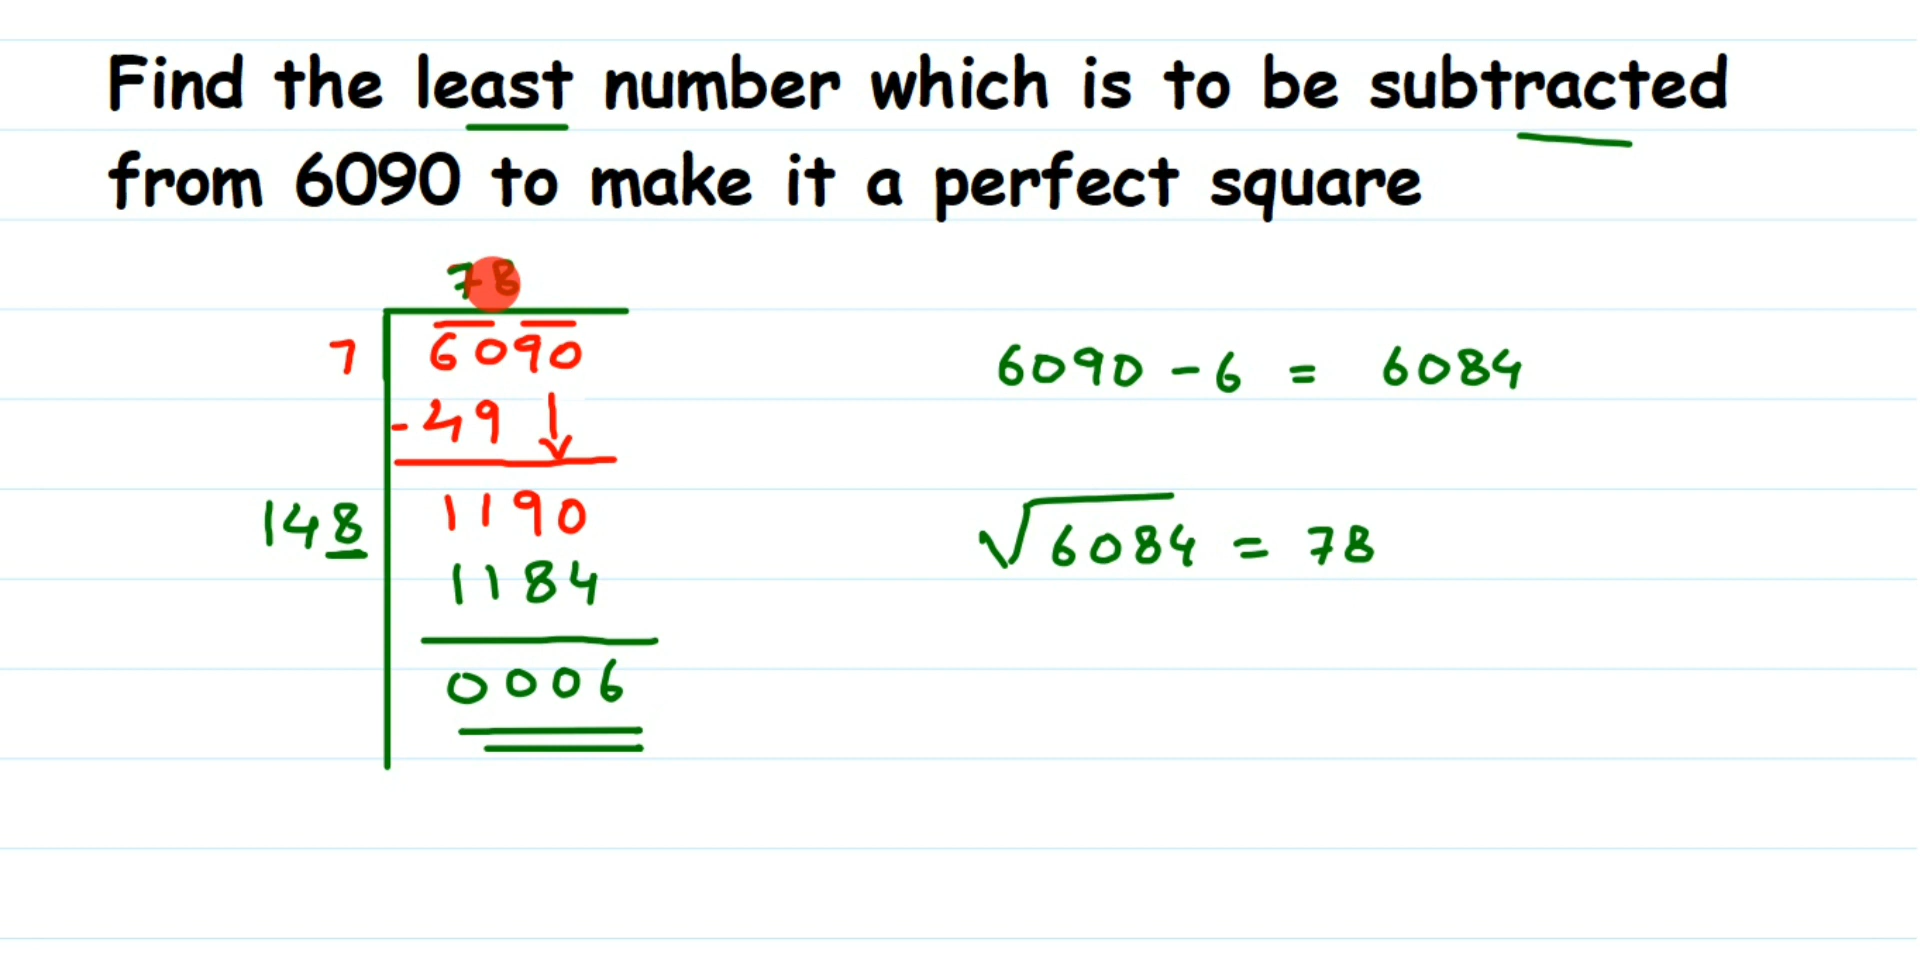 Find the least number which is to be subtracted
from 6090 to make it a perfect square
78
7 6090
- 49
148 1190
1184
0006
6090 - 6 = 6084
√6084 = 78